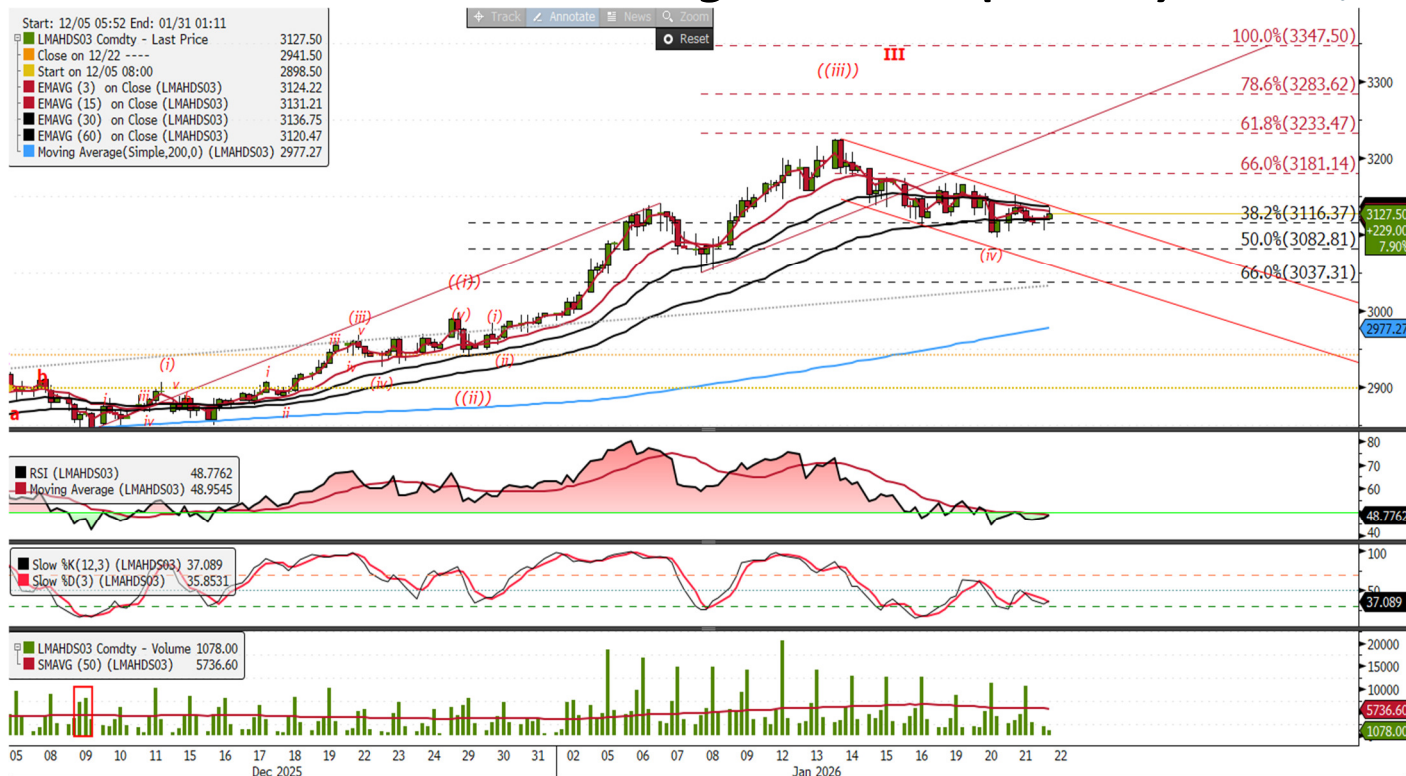 Start: 12/05 05:52 End: 01/31 01:11
LMAHDS03 Comdty - Last Price 3127.50
Close on 12/22 ---- 2941.50
Start on 12/05 08:00 2898.50
EMAVG (3) on Close (LMAHDS03) 3124.22
EMAVG (15) on Close (LMAHDS03) 3131.21
EMAVG (30) on Close (LMAHDS03) 3136.75
EMAVG (60) on Close (LMAHDS03) 3120.47
Moving Average(Simple,200,0) (LMAHDS03) 2977.27
Track Annotate News Zoom
Reset
III
((iii))
100.0%(3347.50)
78.6%(3283.62)
61.8%(3233.47)
66.0%(3181.14)
38.2%(3116.37)
50.0%(3082.81)
66.0%(3037.31)
3300
3200
3127.50
+229.00
7.90%
3000
2977.27
2900
(iv)
((i))
(v)
(i)
(iii)
iii
v
iv
(iv)
(ii)
((ii))
(i)
i
ii
b
a
i
iii
v
iv
RSI (LMAHDS03) 48.7762
Moving Average (LMAHDS03) 48.9545
80
70
60
48.7762
40
Slow %K(12,3) (LMAHDS03) 37.089
Slow %D(3) (LMAHDS03) 35.8531
100
50
37.089
LMAHDS03 Comdty - Volume 1078.00
SMAVG (50) (LMAHDS03) 5736.60
20000
15000
10000
5736.60
1078.00
05 08 09 10 11 12 15 16 17 18 19 22 23 24 29 30 31 02 05 06 07 08 09 12 13 14 15 16 19 20 21 22
Dec 2025 Jan 2026